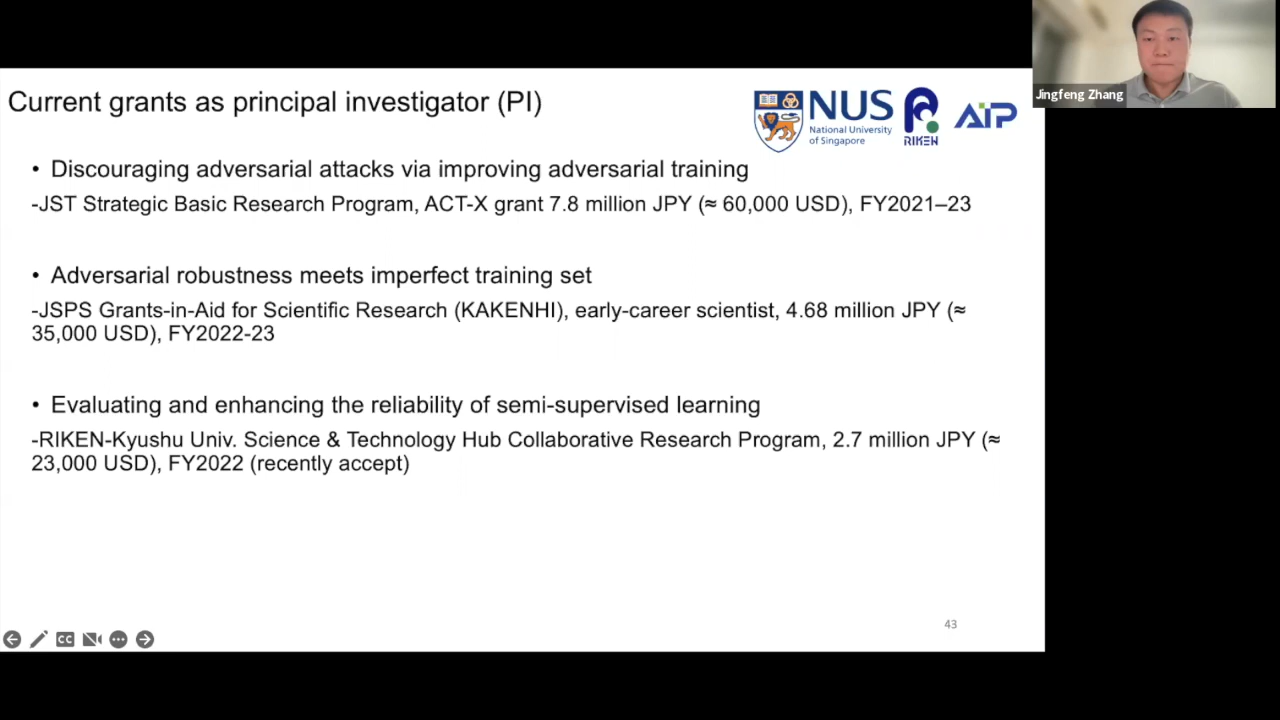 Jingfeng Zhang
Current grants as principal investigator (PI)
NUS
National University
of Singapore
RIKEN
AIP
• Discouraging adversarial attacks via improving adversarial training
-JST Strategic Basic Research Program, ACT-X grant 7.8 million JPY (≈ 60,000 USD), FY2021–23
• Adversarial robustness meets imperfect training set
-JSPS Grants-in-Aid for Scientific Research (KAKENHI), early-career scientist, 4.68 million JPY (≈
35,000 USD), FY2022-23
• Evaluating and enhancing the reliability of semi-supervised learning
-RIKEN-Kyushu Univ. Science & Technology Hub Collaborative Research Program, 2.7 million JPY (≈
23,000 USD), FY2022 (recently accept)
43
CC